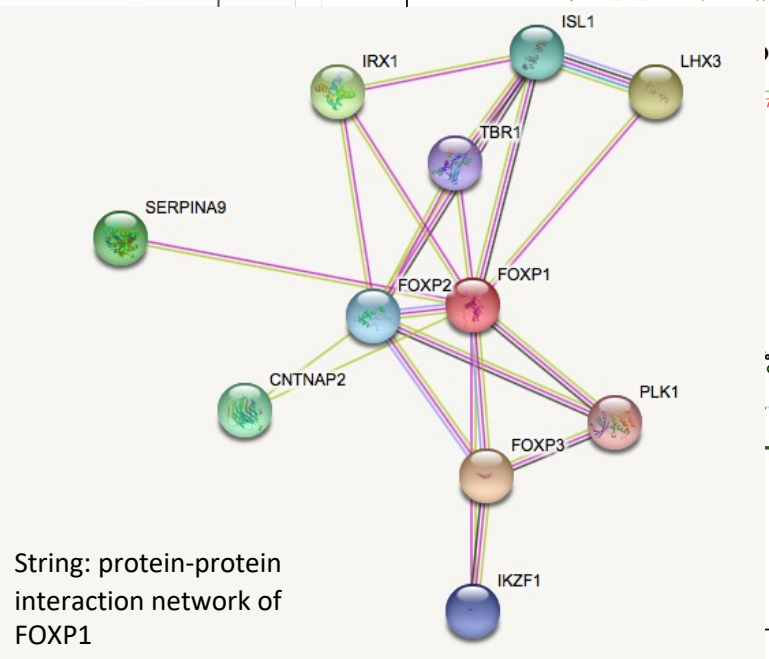 ISL1
IRX1
LHX3
TBR1
SERPINA9
FOXP2
FOXP1
CNTNAP2
PLK1
FOXP3
IKZF1
String: protein-protein
interaction network of
FOXP1